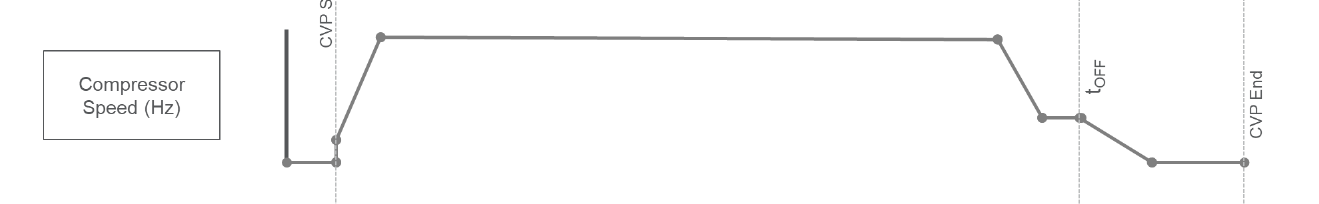 Compressor
Speed (Hz)
CVP S
tOFF
CVP End